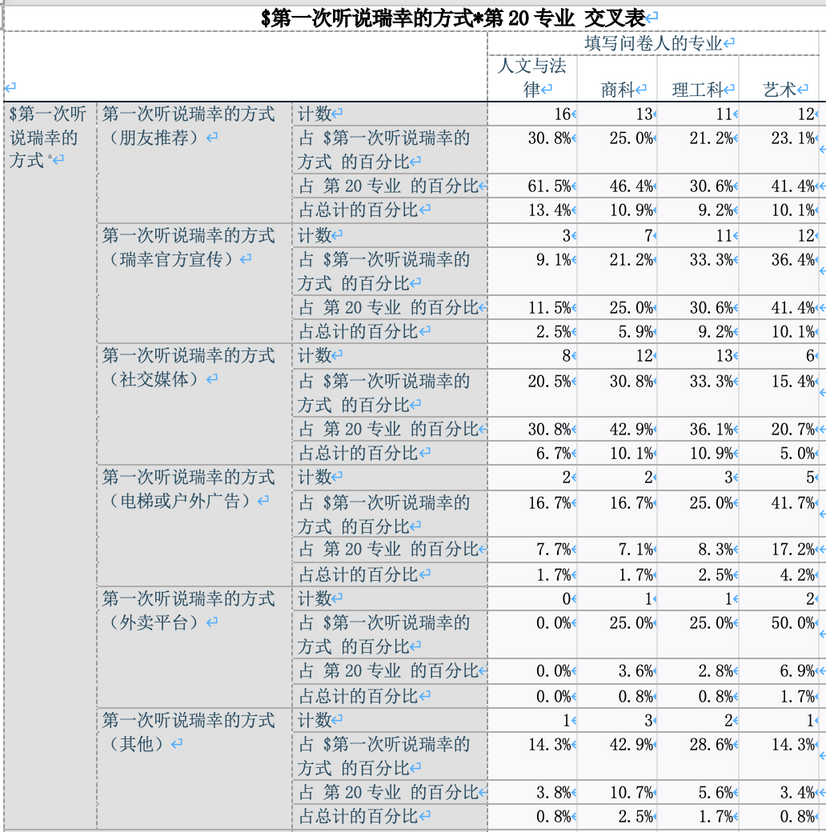 $第一次听说瑞幸的方式*第 20 专业 交叉表
填写问卷人的专业
人文与法律 商科 理工科 艺术
$第一次听说瑞幸的方式 a
第一次听说瑞幸的方式（朋友推荐）
计数 16 13 11 12
占 $第一次听说瑞幸的方式 的百分比 30.8% 25.0% 21.2% 23.1%
占 第 20 专业 的百分比 61.5% 46.4% 30.6% 41.4%
占总计的百分比 13.4% 10.9% 9.2% 10.1%
第一次听说瑞幸的方式（瑞幸官方宣传）
计数 3 7 11 12
占 $第一次听说瑞幸的方式 的百分比 9.1% 21.2% 33.3% 36.4%
占 第 20 专业 的百分比 11.5% 25.0% 30.6% 41.4%
占总计的百分比 2.5% 5.9% 9.2% 10.1%
第一次听说瑞幸的方式（社交媒体）
计数 8 12 13 6
占 $第一次听说瑞幸的方式 的百分比 20.5% 30.8% 33.3% 15.4%
占 第 20 专业 的百分比 30.8% 42.9% 36.1% 20.7%
占总计的百分比 6.7% 10.1% 10.9% 5.0%
第一次听说瑞幸的方式（电梯或户外广告）
计数 2 2 3 5
占 $第一次听说瑞幸的方式 的百分比 16.7% 16.7% 25.0% 41.7%
占 第 20 专业 的百分比 7.7% 7.1% 8.3% 17.2%
占总计的百分比 1.7% 1.7% 2.5% 4.2%
第一次听说瑞幸的方式（外卖平台）
计数 0 1 1 2
占 $第一次听说瑞幸的方式 的百分比 0.0% 25.0% 25.0% 50.0%
占 第 20 专业 的百分比 0.0% 3.6% 2.8% 6.9%
占总计的百分比 0.0% 0.8% 0.8% 1.7%
第一次听说瑞幸的方式（其他）
计数 1 3 2 1
占 $第一次听说瑞幸的方式 的百分比 14.3% 42.9% 28.6% 14.3%
占 第 20 专业 的百分比 3.8% 10.7% 5.6% 3.4%
占总计的百分比 0.8% 2.5% 1.7% 0.8%